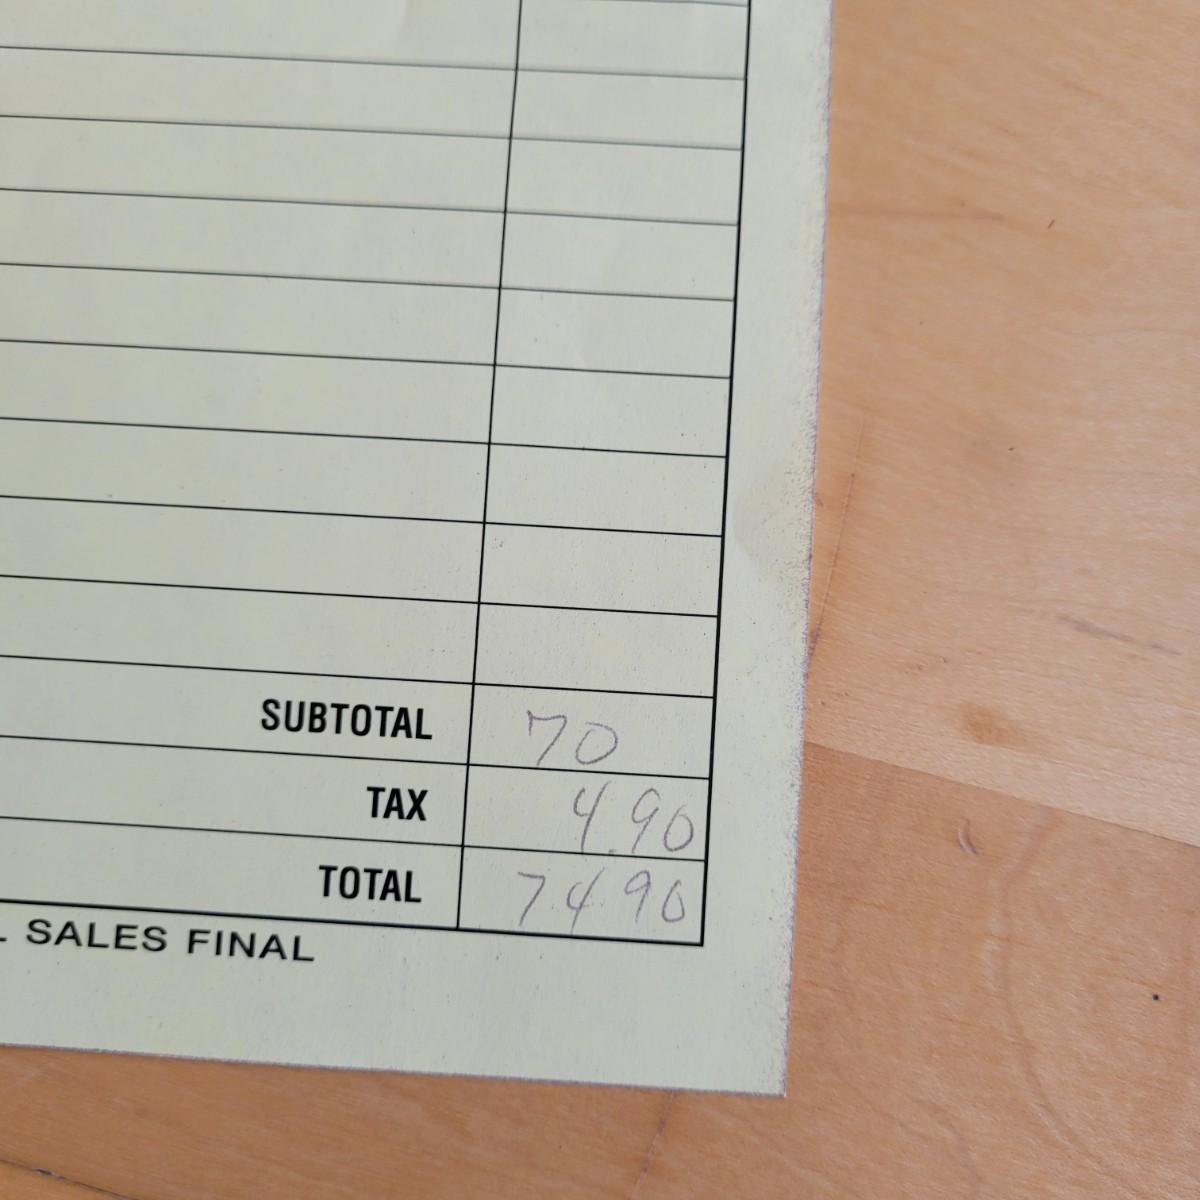 SUBTOTAL 70
TAX 4.90
TOTAL 74.90
SALES FINAL